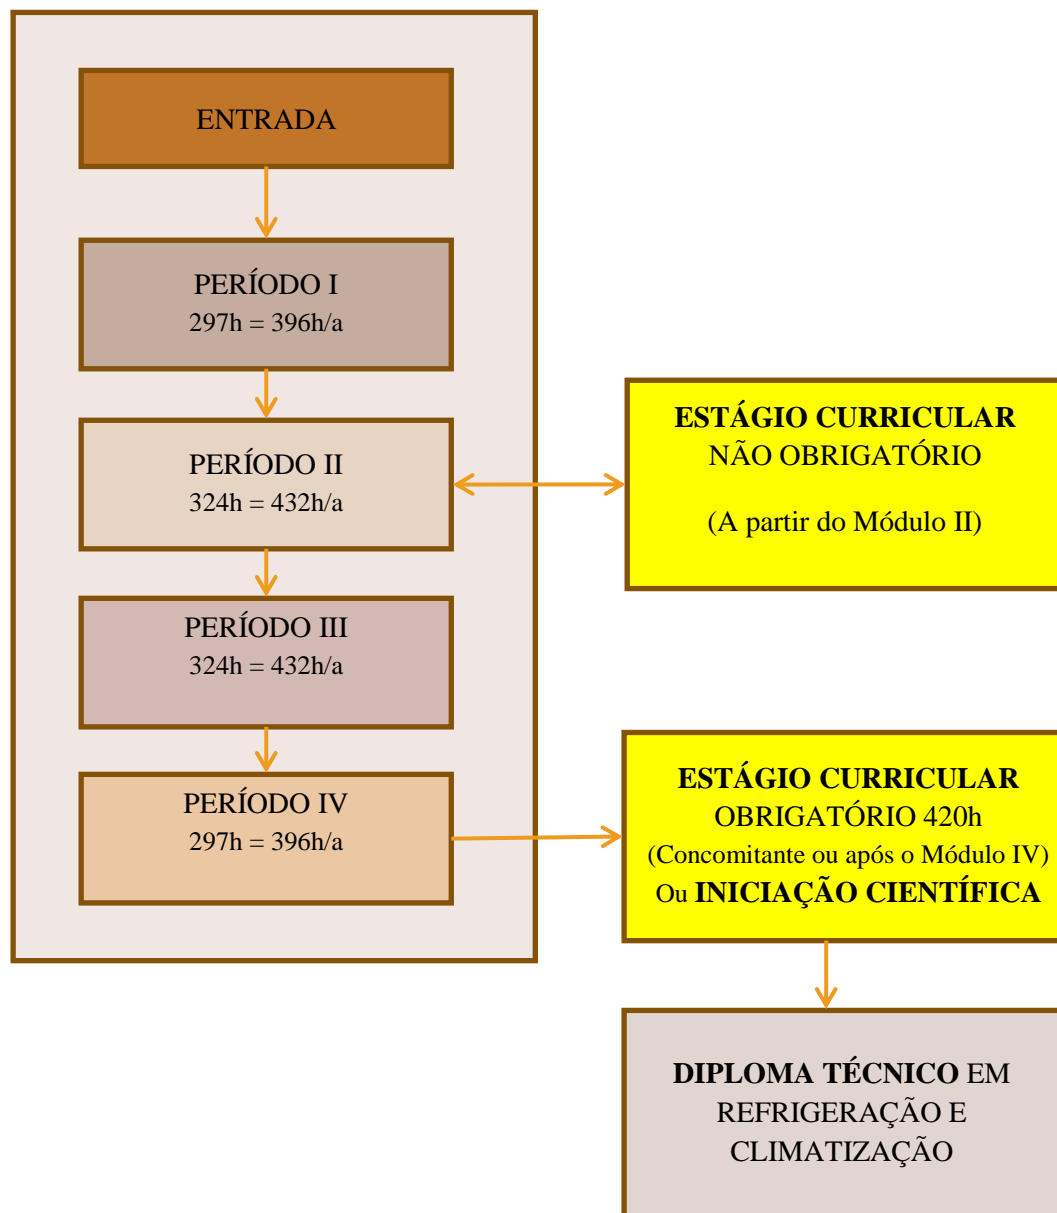 ENTRADA
PERÍODO I
297h = 396h/a
PERÍODO II
324h = 432h/a
ESTÁGIO CURRICULAR
NÃO OBRIGATÓRIO
(A partir do Módulo II)
PERÍODO III
324h = 432h/a
PERÍODO IV
297h = 396h/a
ESTÁGIO CURRICULAR
OBRIGATÓRIO 420h
(Concomitante ou após o Módulo IV)
Ou INICIAÇÃO CIENTÍFICA
DIPLOMA TÉCNICO EM
REFRIGERAÇÃO E
CLIMATIZAÇÃO